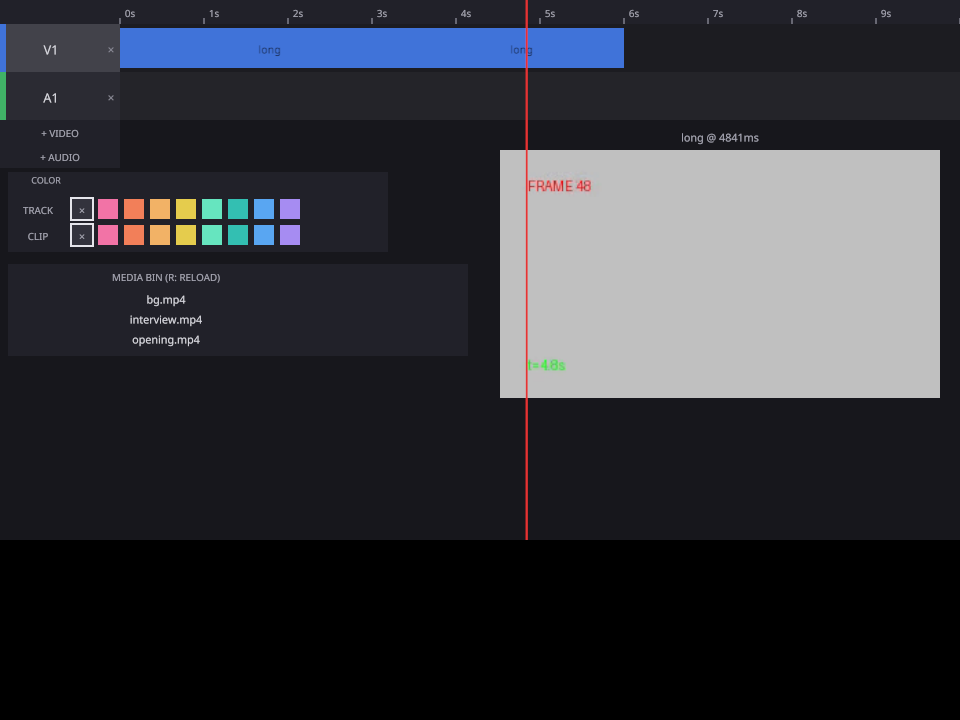 0s 1s 2s 3s 4s 5s 6s 7s 8s 9s
V1 × long long
A1 ×
+ VIDEO
+ AUDIO
long @ 4841ms
COLOR
TRACK ×
CLIP ×
FRAME 48
t=4.8s
MEDIA BIN (R: RELOAD)
bg.mp4
interview.mp4
opening.mp4